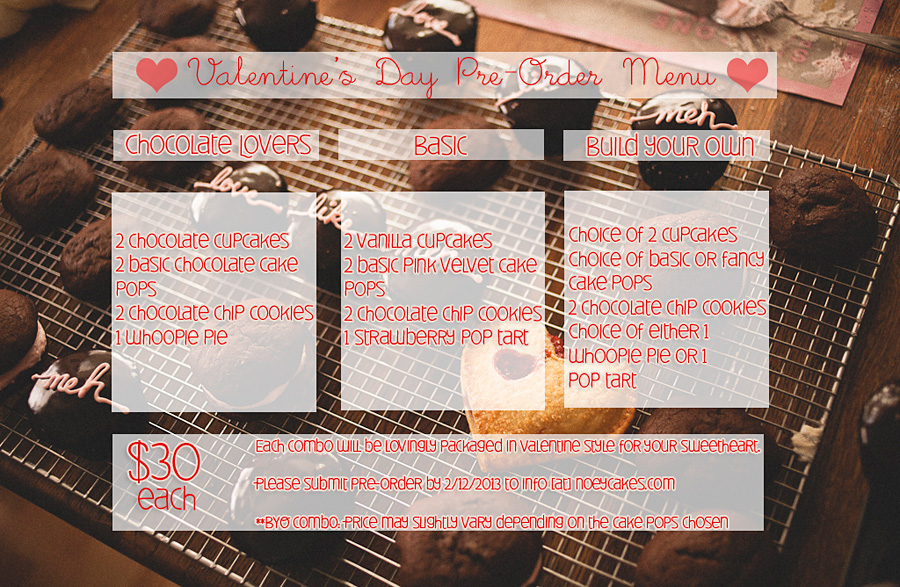 love
Valentine's Day Pre-Order Menu
meh
Chocolate Lovers
Basic
Build Your Own
love
lik
2 chocolate cupcakes
2 basic chocolate cake
pops
2 chocolate chip cookies
1 whoopie pie
2 vanilla cupcakes
2 basic pink velvet cake
pops
2 chocolate chip cookies
1 strawberry pop tart
Choice of 2 cupcakes
Choice of basic or fancy
cake pops
2 chocolate chip cookies
Choice of either 1
whoopie pie or 1
pop tart
meh
$30
each
Each combo will be lovingly packaged in valentine style for your sweetheart.
Please submit pre-order by 2/12/2013 to info [at] noeycakes.com
**BYO combo: Price may slightly vary depending on the cake pops chosen